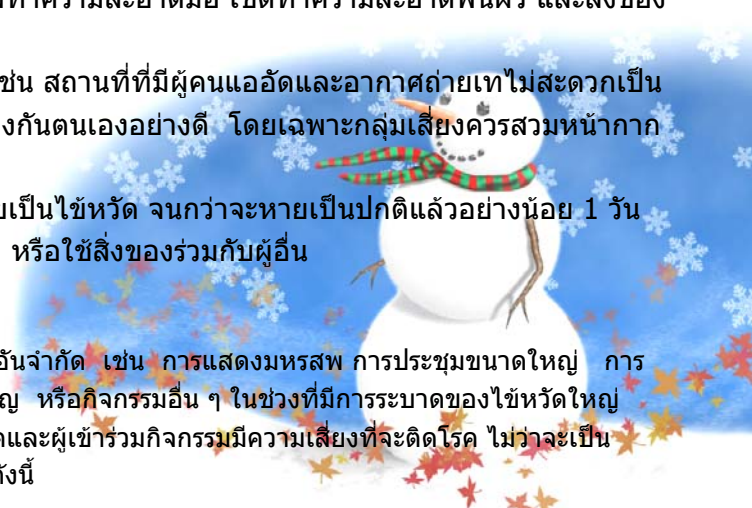 ทำความสะอาดมือ เช็ดทำความสะอาดพื้นผิว และสิ่งของ
เช่น สถานที่ที่มีผู้คนแออัดและอากาศถ่ายเทไม่สะดวกเป็น
งกันตนเองอย่างดี โดยเฉพาะกลุ่มเสี่ยงควรสวมหน้ากาก
เป็นไข้หวัด จนกว่าจะหายเป็นปกติแล้วอย่างน้อย 1 วัน
หรือใช้สิ่งของร่วมกับผู้อื่น
อันจำกัด เช่น การแสดงมหรสพ การประชุมขนาดใหญ่ การ
ญ หรือกิจกรรมอื่น ๆ ในช่วงที่มีการระบาดของไข้หวัดใหญ่
และผู้เข้าร่วมกิจกรรมมีความเสี่ยงที่จะติดโรค ไม่ว่าจะเป็น
ดังนี้